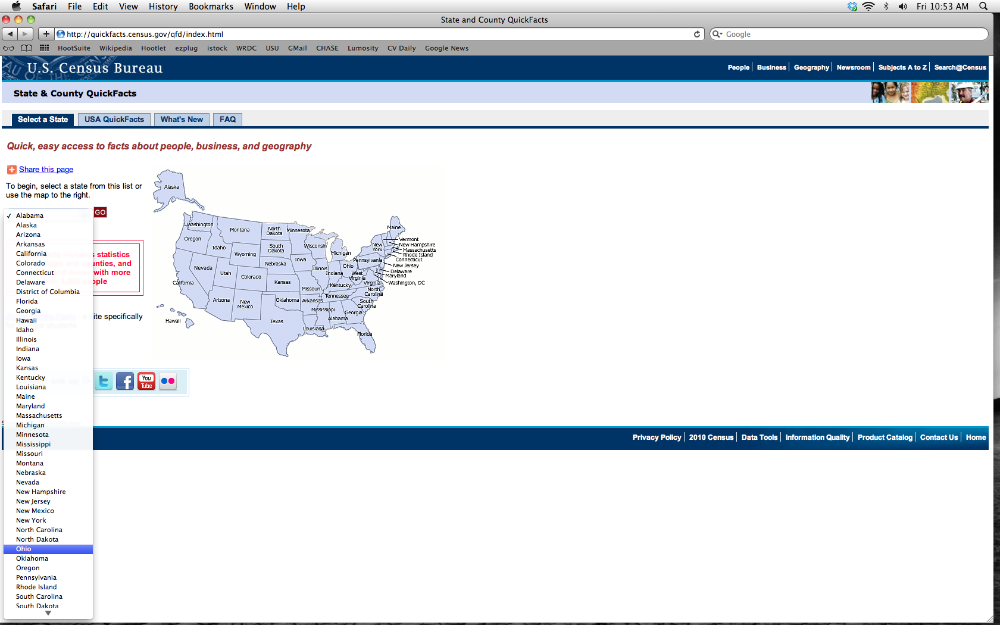 Safari File Edit View History Bookmarks Window Help Fri 10:53 AM
State and County QuickFacts
http://quickfacts.census.gov/qfd/index.html Google
HootSuite Wikipedia Hootlet ezplug istock WRDC USU GMail CHASE Lumosity CV Daily Google News
U.S. Census Bureau
People Business Geography Newsroom Subjects A to Z Search@Census
State & County QuickFacts
Select a State USA QuickFacts What's New FAQ
Quick, easy access to facts about people, business, and geography
Share this page
To begin, select a state from this list or
use the map to the right.
GO
✓ Alabama
Alaska
Arizona
Arkansas
California
Colorado
Connecticut
Delaware
District of Columbia
Florida
Georgia
Hawaii
Idaho
Illinois
Indiana
Iowa
Kansas
Kentucky
Louisiana
Maine
Maryland
Massachusetts
Michigan
Minnesota
Mississippi
Missouri
Montana
Nebraska
Nevada
New Hampshire
New Jersey
New Mexico
New York
North Carolina
North Dakota
Ohio
Oklahoma
Oregon
Pennsylvania
Rhode Island
South Carolina
South Dakota
statistics
unties, and
with more
ople
ite specifically
Alaska
Washington
Montana
North
Dakota
Minnesota
Maine
Oregon
Idaho
Wyoming
South
Dakota
Wisconsin
Michigan
New
York
Vermont
New Hampshire
Massachusetts
Rhode Island
Connecticut
New Jersey
Delaware
Maryland
Washington, DC
Pennsylvania
Nevada
Utah
Colorado
Nebraska
Iowa
Illinois
Indiana
Ohio
West
Virginia
Virginia
California
Kansas
Missouri
Kentucky
North
Carolina
Tennessee
Arizona
New
Mexico
Oklahoma
Arkansas
South
Carolina
Mississippi
Georgia
Alabama
Hawaii
Texas
Louisiana
Florida
You
Tube
Privacy Policy 2010 Census Data Tools Information Quality Product Catalog Contact Us Home